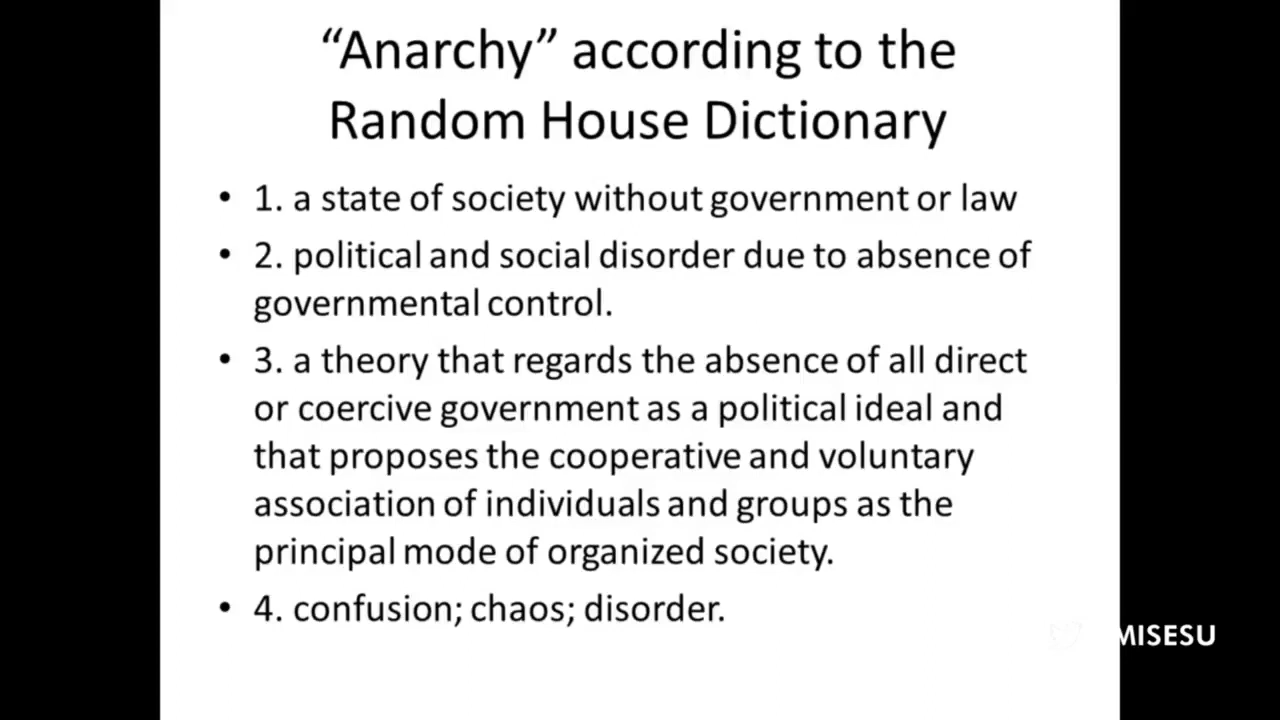 “Anarchy” according to the
Random House Dictionary
• 1. a state of society without government or law
• 2. political and social disorder due to absence of
governmental control.
• 3. a theory that regards the absence of all direct
or coercive government as a political ideal and
that proposes the cooperative and voluntary
association of individuals and groups as the
principal mode of organized society.
• 4. confusion; chaos; disorder.
MISESU